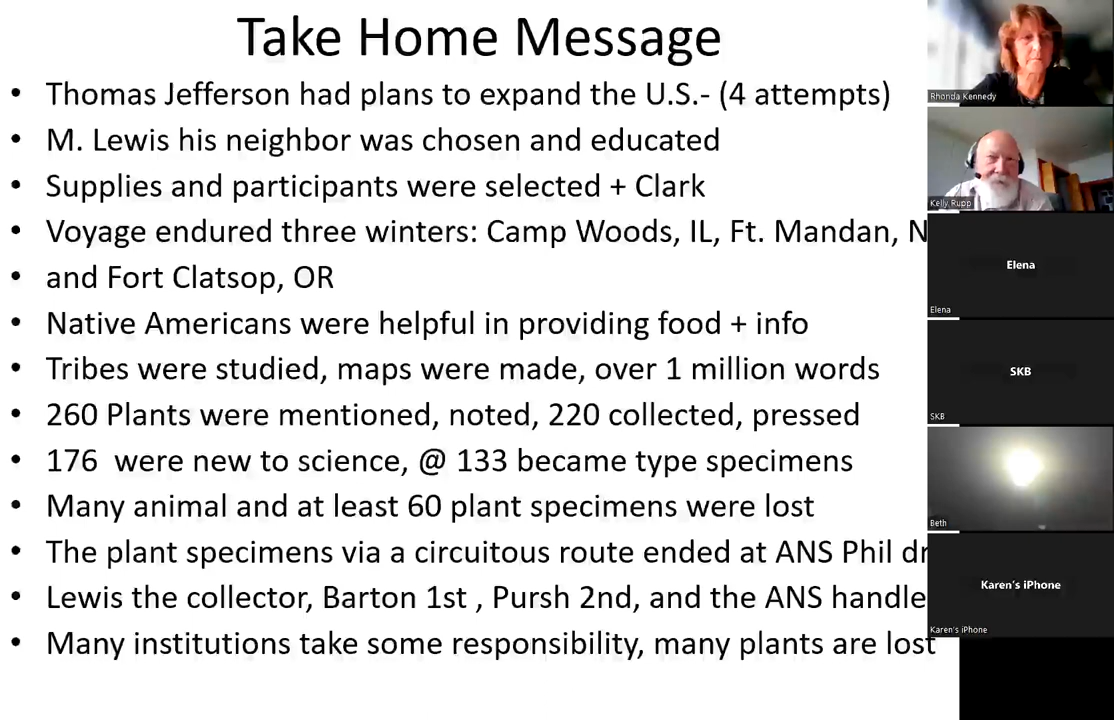 Take Home Message
• Thomas Jefferson had plans to expand the U.S.- (4 attempts)
• M. Lewis his neighbor was chosen and educated
• Supplies and participants were selected + Clark
• Voyage endured three winters: Camp Woods, IL, Ft. Mandan,
• and Fort Clatsop, OR
• Native Americans were helpful in providing food + info
• Tribes were studied, maps were made, over 1 million words
• 260 Plants were mentioned, noted, 220 collected, pressed
• 176  were new to science, @ 133 became type specimens
• Many animal and at least 60 plant specimens were lost
• The plant specimens via a circuitous route ended at ANS Phil
• Lewis the collector, Barton 1st , Pursh 2nd, and the ANS
• Many institutions take some responsibility, many plants are lost
Rhonda Kennedy
Kelly Rupp
Elena
Elena
SKB
SKB
Beth
Karen's iPhone
Karen's iPhone